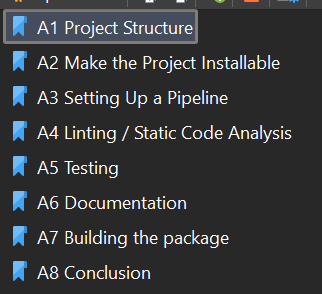 A1 Project Structure
A2 Make the Project Installable
A3 Setting Up a Pipeline
A4 Linting / Static Code Analysis
A5 Testing
A6 Documentation
A7 Building the package
A8 Conclusion